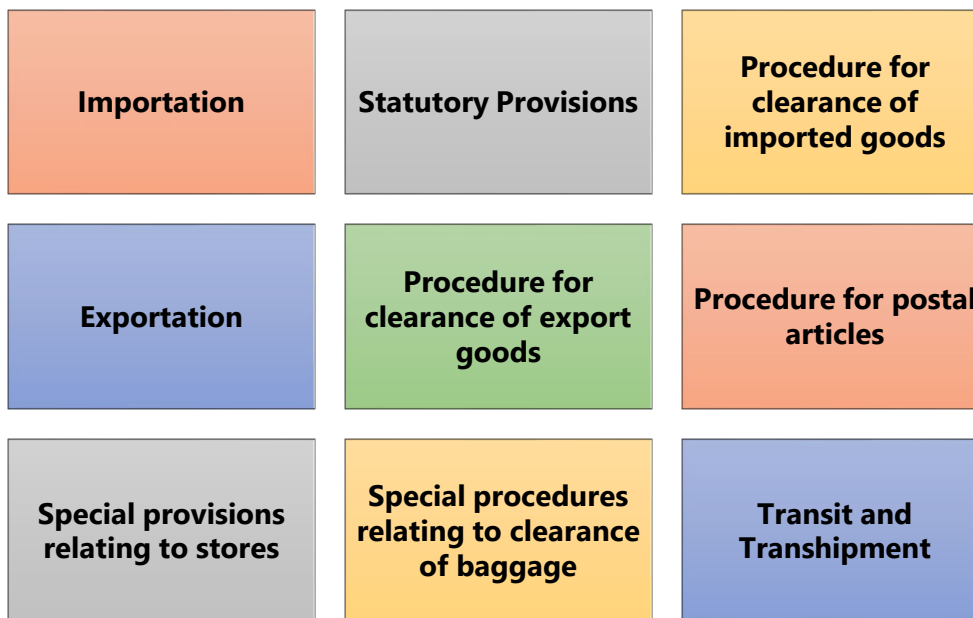 Importation
Statutory Provisions
Procedure for
clearance of
imported goods
Exportation
Procedure for
clearance of export
goods
Procedure for postal
articles
Special provisions
relating to stores
Special procedures
relating to clearance
of baggage
Transit and
Transhipment